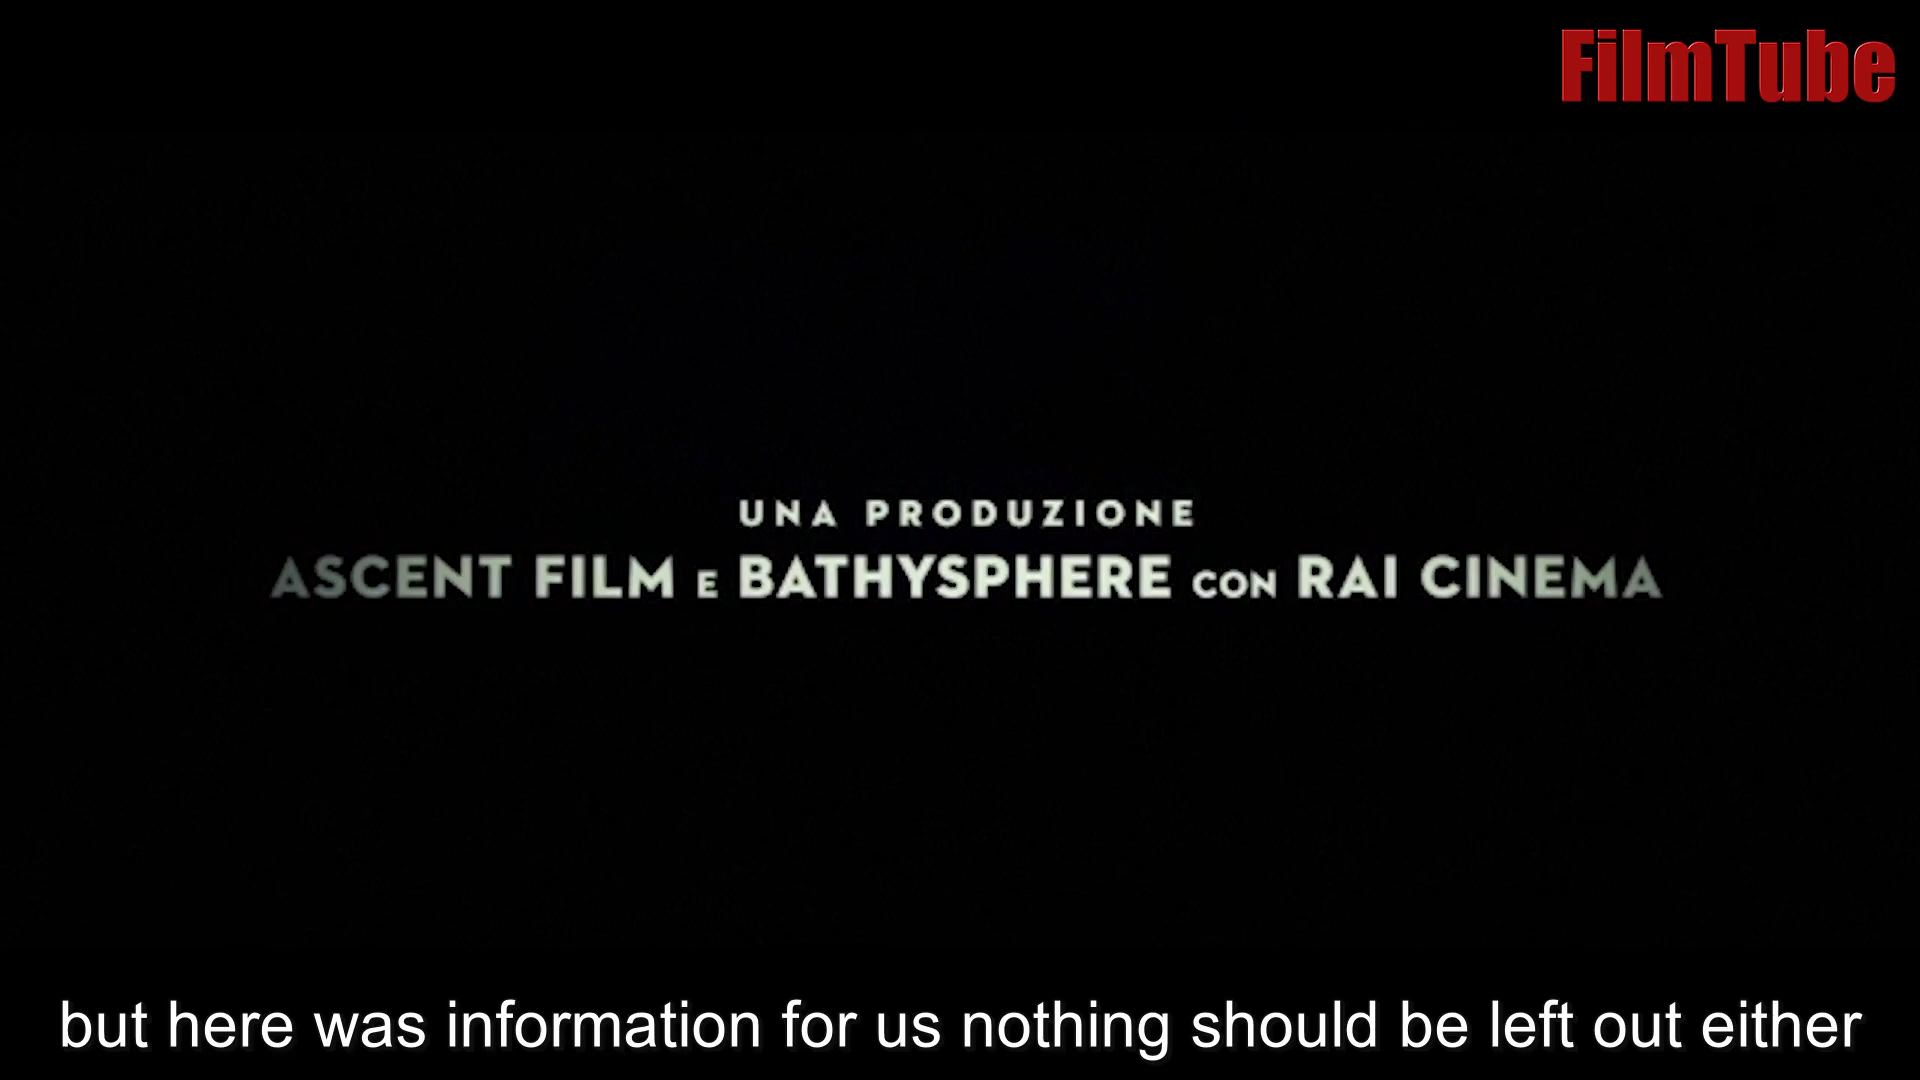 FilmTube
UNA PRODUZIONE
ASCENT FILM E BATHYSPHERE CON RAI CINEMA
but here was information for us nothing should be left out either